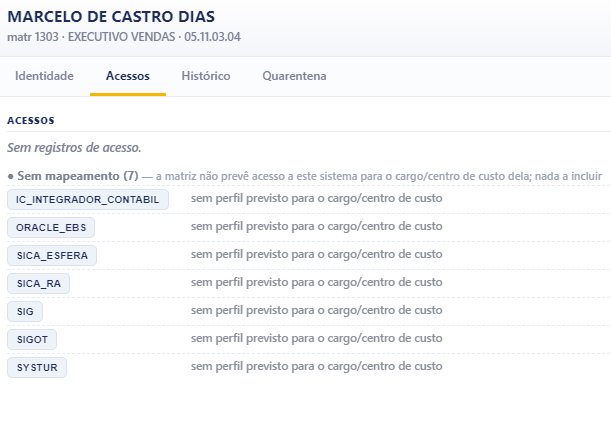 MARCELO DE CASTRO DIAS
matr 1303 · EXECUTIVO VENDAS · 05.11.03.04
Identidade Acessos Histórico Quarentena
ACESSOS
Sem registros de acesso.
● Sem mapeamento (7) — a matriz não prevê acesso a este sistema para o cargo/centro de custo dela; nada a incluir
IC_INTEGRADOR_CONTABIL sem perfil previsto para o cargo/centro de custo
ORACLE_EBS sem perfil previsto para o cargo/centro de custo
SICA_ESFERA sem perfil previsto para o cargo/centro de custo
SICA_RA sem perfil previsto para o cargo/centro de custo
SIG sem perfil previsto para o cargo/centro de custo
SIGOT sem perfil previsto para o cargo/centro de custo
SYSTUR sem perfil previsto para o cargo/centro de custo